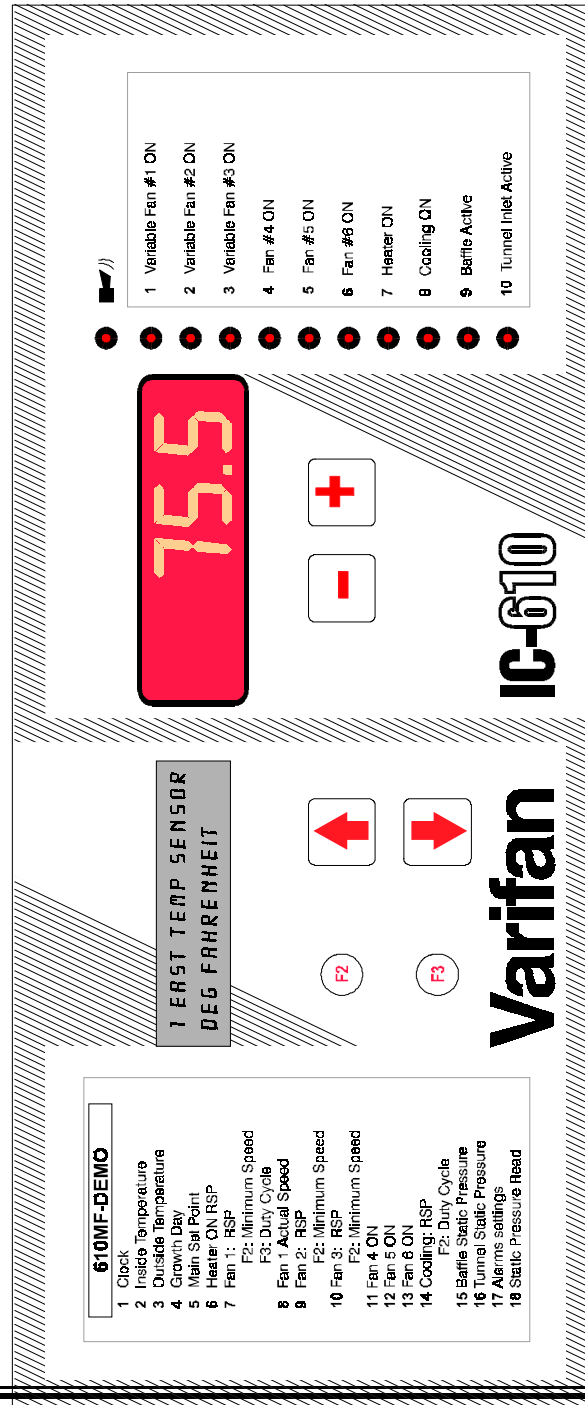 610MF-DEMO
1 Clock
2 Inside Temperature
3 Outside Temperature
4 Growth Day
5 Main Set Point
6 Heater ON RSP
7 Fan 1: RSP
F2: Minimum Speed
F3: Duty Cycle
8 Fan 1 Actual Speed
9 Fan 2: RSP
F2: Minimum Speed
10 Fan 3: RSP
F2: Minimum Speed
11 Fan 4 ON
12 Fan 5 ON
13 Fan 6 ON
14 Cooling: RSP
F2: Duty Cycle
15 Baffle Static Pressure
16 Tunnel Static Pressure
17 Alarms settings
18 Static Pressure Read
1 EAST TEMP SENSOR
DEG FAHRENHEIT
F2
F3
Varifan
75.5
- +
IC-610
1 Variable Fan #1 ON
2 Variable Fan #2 ON
3 Variable Fan #3 ON
4 Fan #4 ON
5 Fan #5 ON
6 Fan #6 ON
7 Heater ON
8 Cooling ON
9 Baffle Active
10 Tunnel Inlet Active